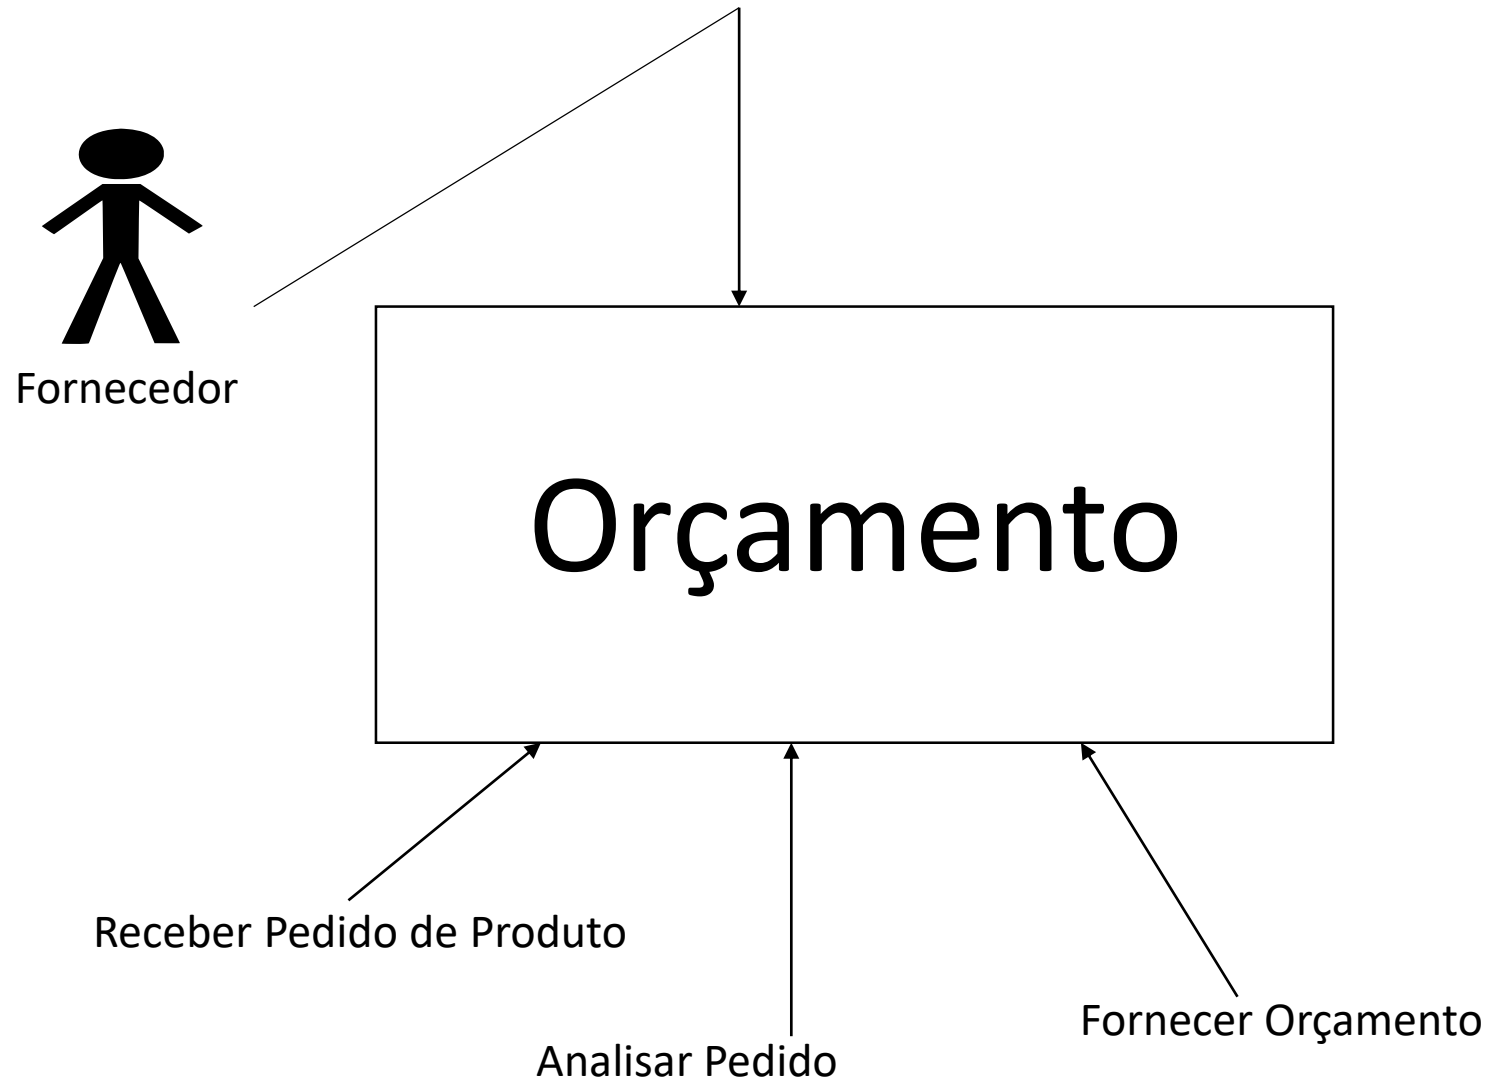 Fornecedor
Orçamento
Receber Pedido de Produto
Fornecer Orçamento
Analisar Pedido